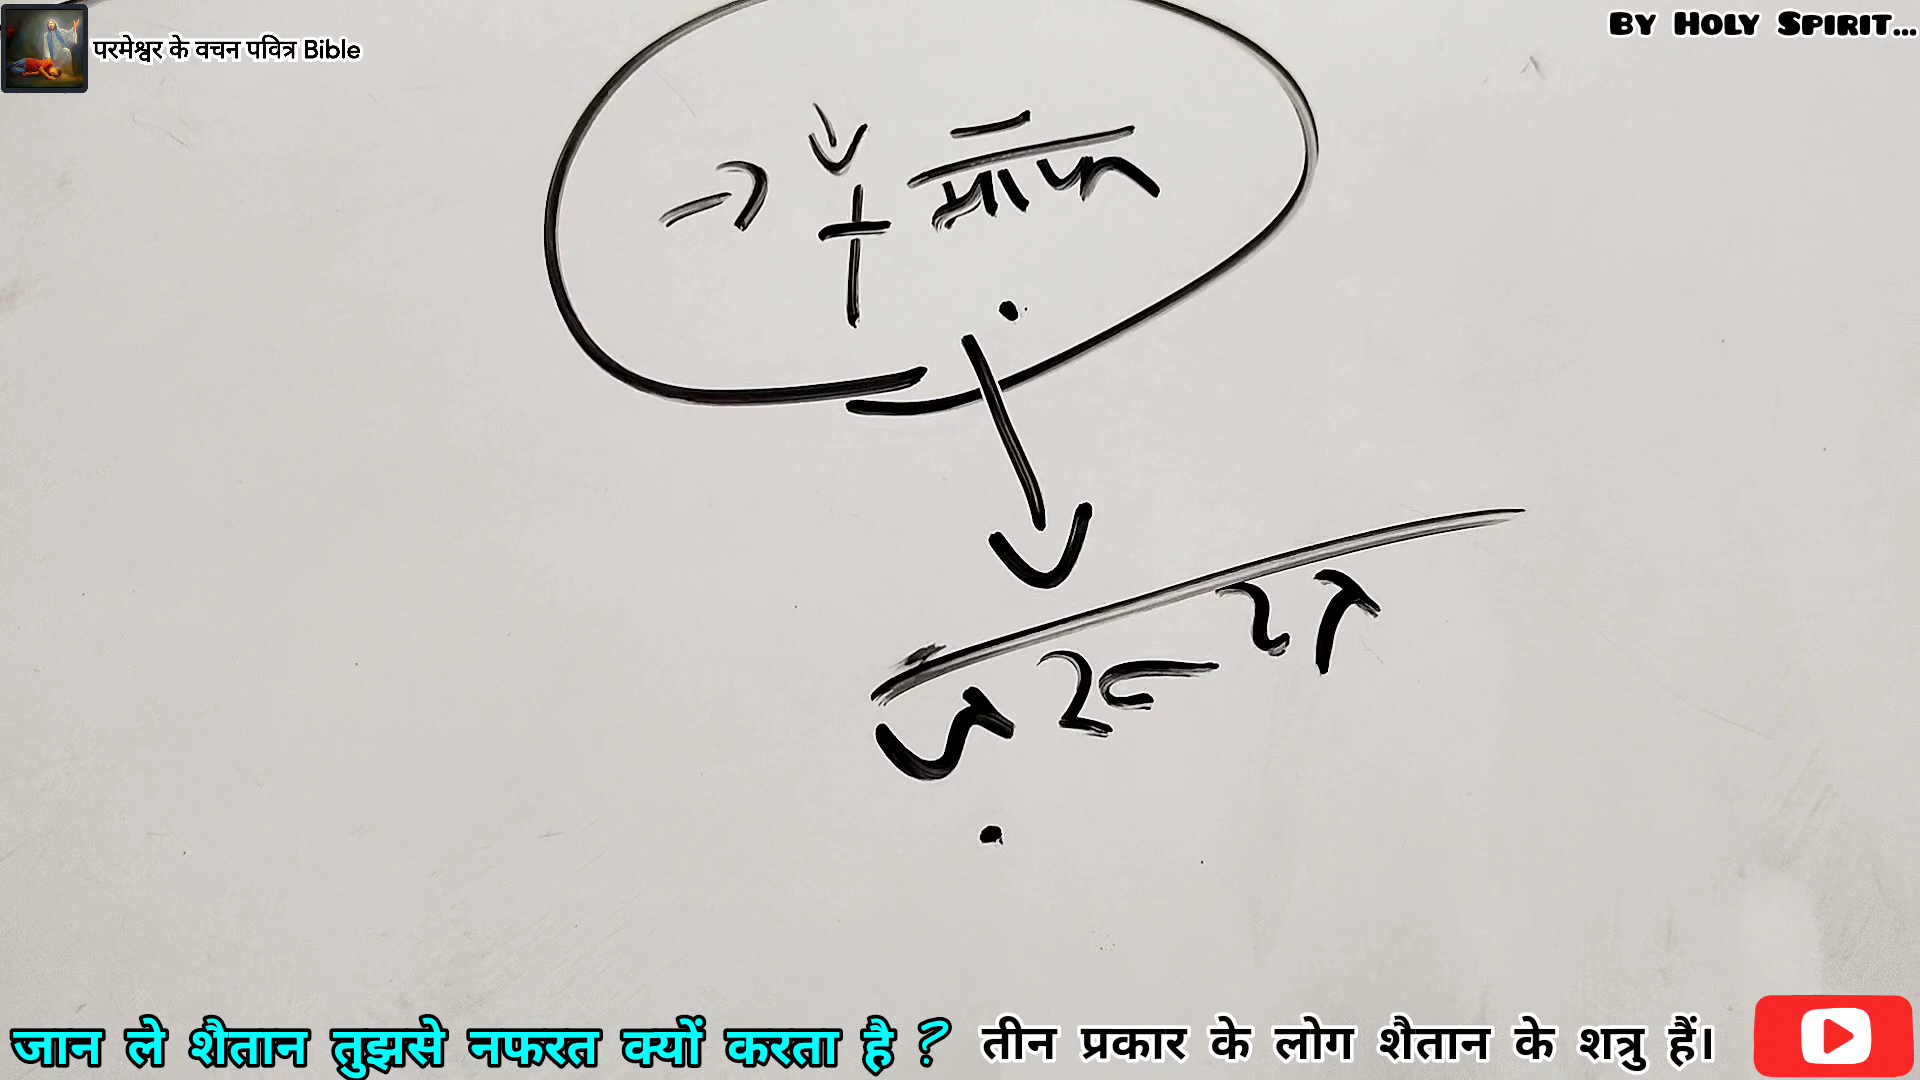 परमेश्वर के वचन पवित्र Bible
By Holy Spirit...
माफ
जान ले शैतान तुझसे नफरत क्यों करता है ? तीन प्रकार के लोग शैतान के शत्रु हैं।